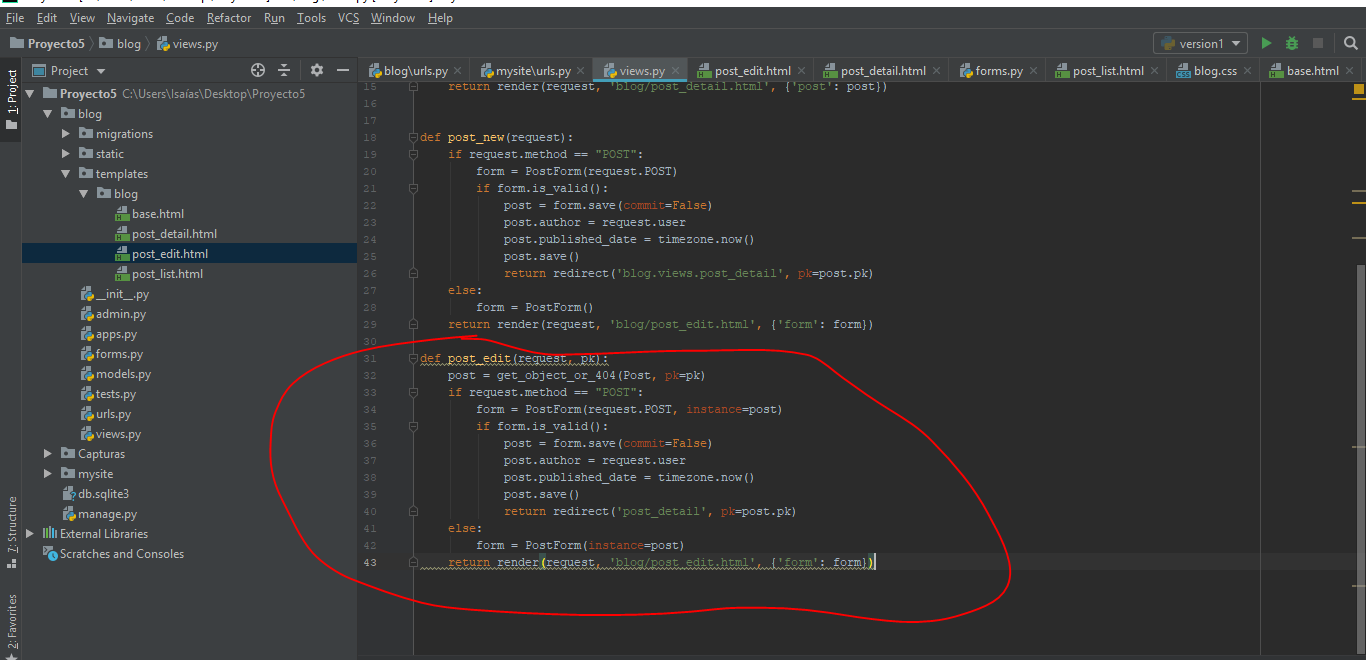 File Edit View Navigate Code Refactor Run Tools VCS Window Help
Proyecto5 blog views.py version1
1: Project
Project
blog\urls.py mysite\urls.py views.py post_edit.html post_detail.html forms.py post_list.html blog.css base.html
Proyecto5 C:\Users\Isaías\Desktop\Proyecto5
blog
migrations
static
templates
blog
base.html
post_detail.html
post_edit.html
post_list.html
__init__.py
admin.py
apps.py
forms.py
models.py
tests.py
urls.py
views.py
Capturas
mysite
db.sqlite3
manage.py
External Libraries
Scratches and Consoles
7: Structure
2: Favorites
15 return render(request, 'blog/post_detail.html', {'post': post})
16
17
18 def post_new(request):
19 if request.method == "POST":
20 form = PostForm(request.POST)
21 if form.is_valid():
22 post = form.save(commit=False)
23 post.author = request.user
24 post.published_date = timezone.now()
25 post.save()
26 return redirect('blog.views.post_detail', pk=post.pk)
27 else:
28 form = PostForm()
29 return render(request, 'blog/post_edit.html', {'form': form})
30
31 def post_edit(request, pk):
32 post = get_object_or_404(Post, pk=pk)
33 if request.method == "POST":
34 form = PostForm(request.POST, instance=post)
35 if form.is_valid():
36 post = form.save(commit=False)
37 post.author = request.user
38 post.published_date = timezone.now()
39 post.save()
40 return redirect('post_detail', pk=post.pk)
41 else:
42 form = PostForm(instance=post)
43 return render(request, 'blog/post_edit.html', {'form': form})